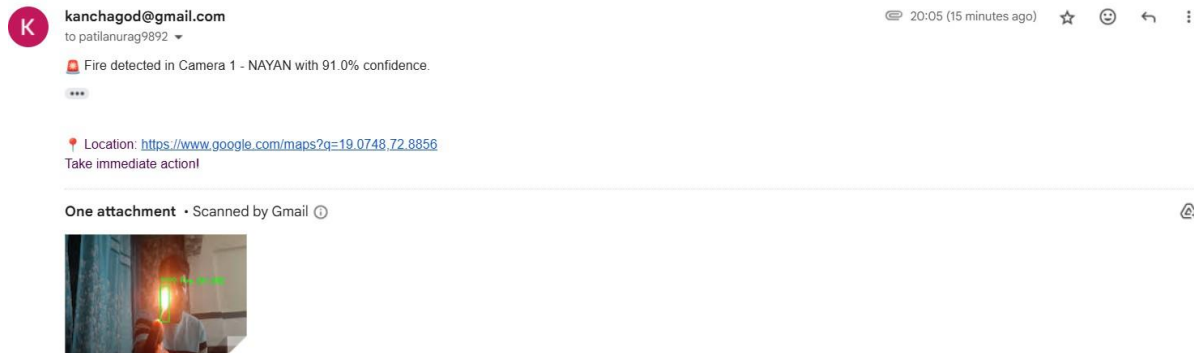 K
kanchagod@gmail.com
20:05 (15 minutes ago)
to patilanurag9892
🚨 Fire detected in Camera 1 - NAYAN with 91.0% confidence.
📍 Location: https://www.google.com/maps?q=19.0748,72.8856
Take immediate action!
One attachment • Scanned by Gmail